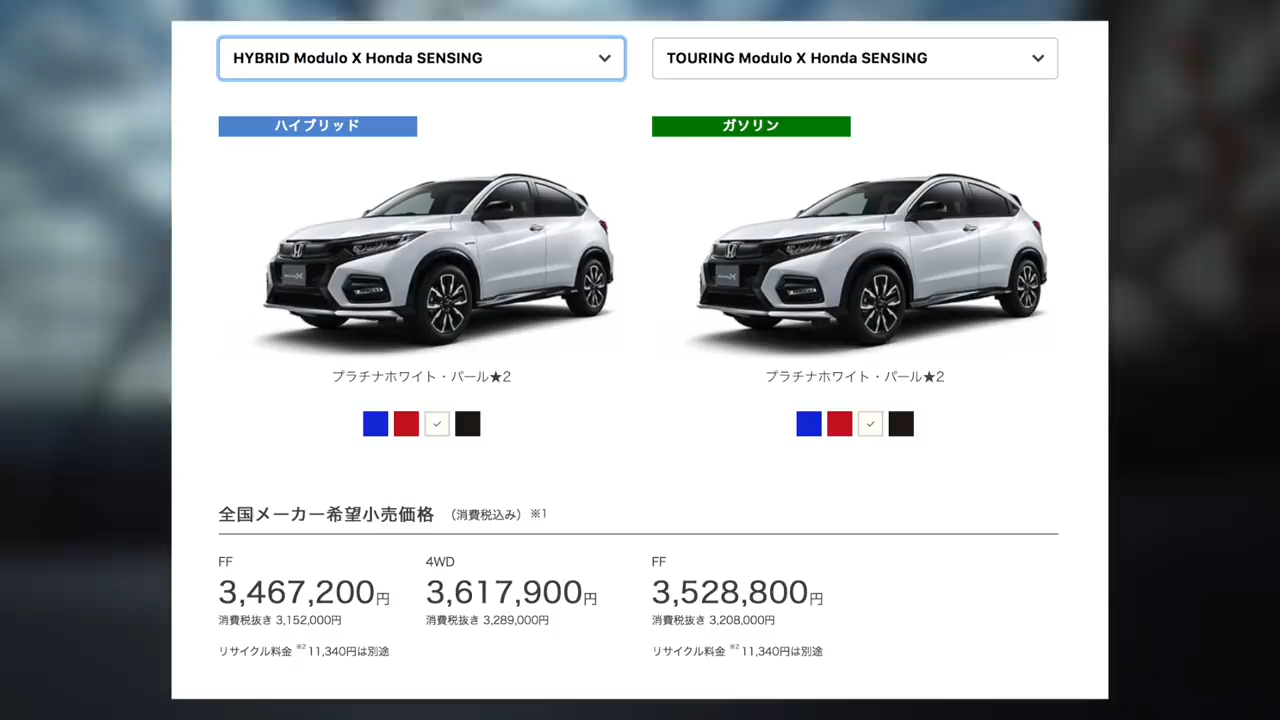 HYBRID Modulo X Honda SENSING
TOURING Modulo X Honda SENSING
ハイブリッド
ガソリン
プラチナホワイト・パール★2
プラチナホワイト・パール★2
全国メーカー希望小売価格 （消費税込み）※1
FF
3,467,200円
消費税抜き 3,152,000円
リサイクル料金 ※2 11,340円は別途
4WD
3,617,900円
消費税抜き 3,289,000円
FF
3,528,800円
消費税抜き 3,208,000円
リサイクル料金 ※2 11,340円は別途